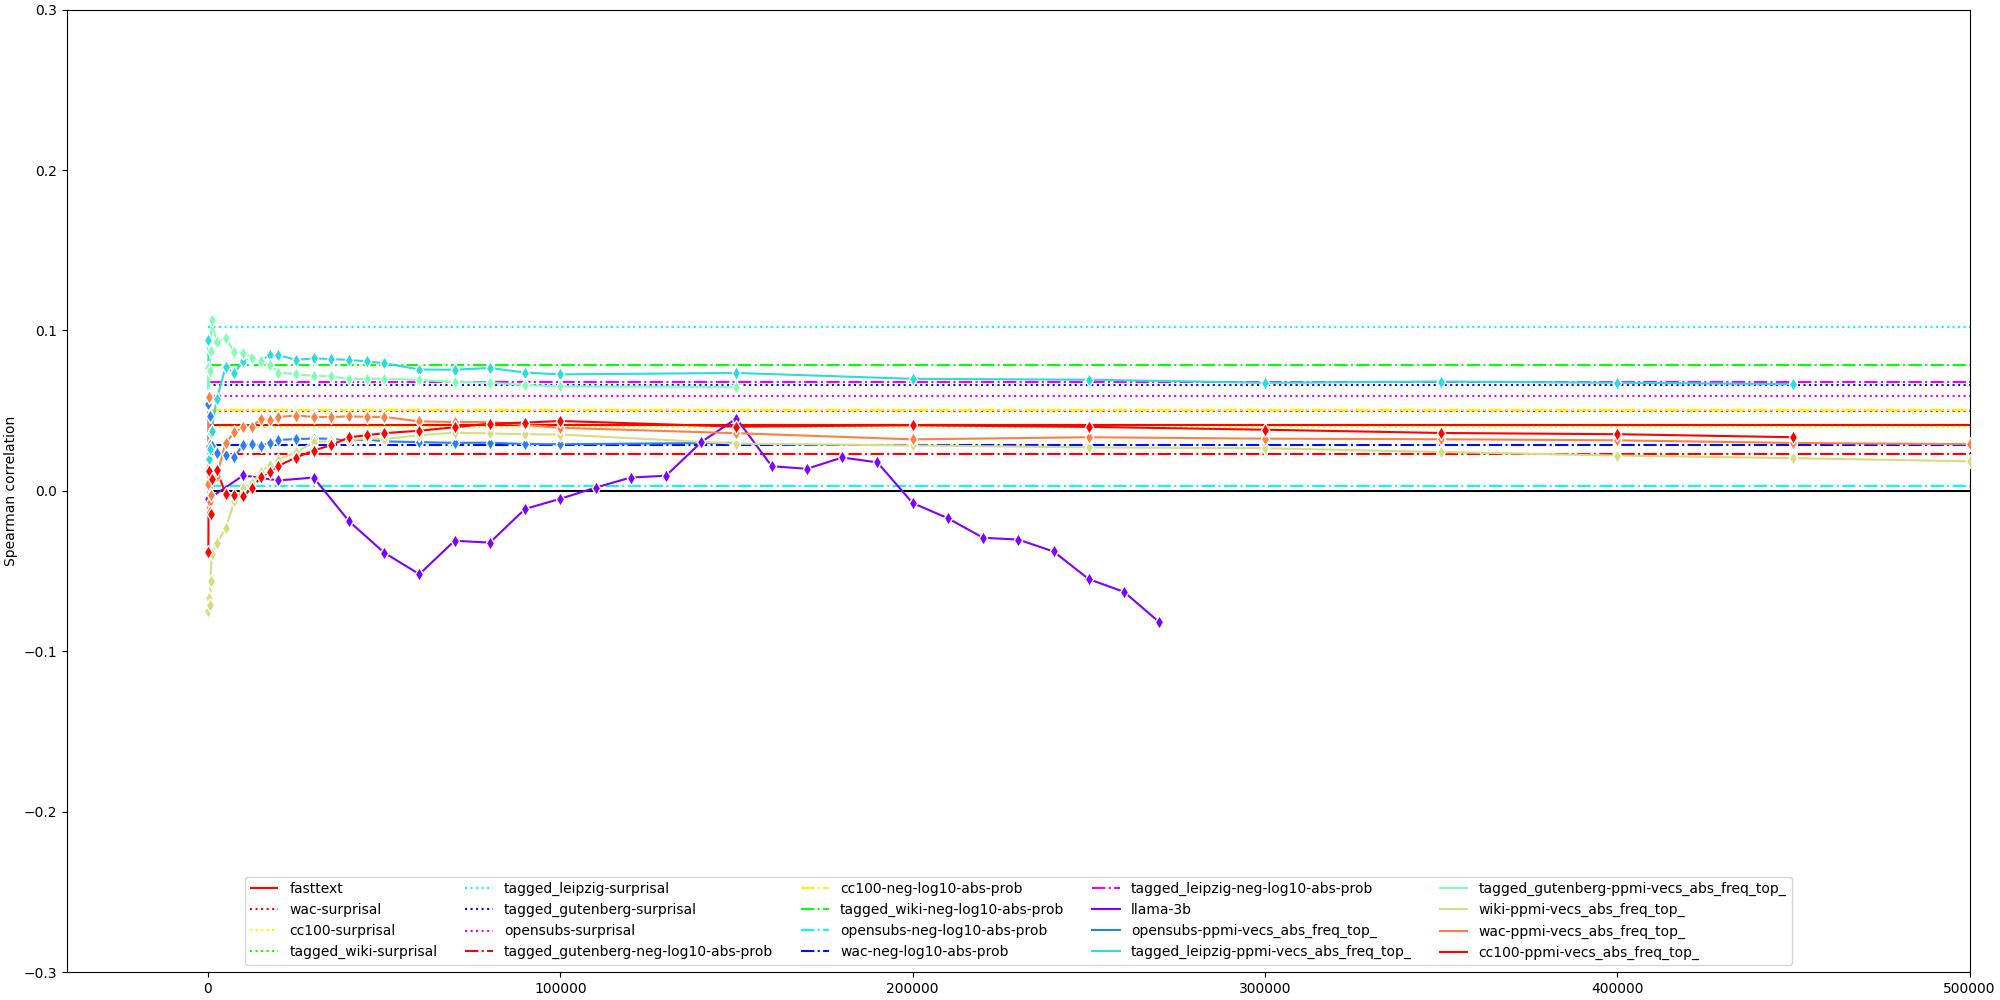 0.3
0.2
0.1
0.0
−0.1
−0.2
−0.3
Spearman correlation
fasttext
wac-surprisal
cc100-surprisal
tagged_wiki-surprisal
tagged_leipzig-surprisal
tagged_gutenberg-surprisal
opensubs-surprisal
tagged_gutenberg-neg-log10-abs-prob
cc100-neg-log10-abs-prob
tagged_wiki-neg-log10-abs-prob
opensubs-neg-log10-abs-prob
wac-neg-log10-abs-prob
tagged_leipzig-neg-log10-abs-prob
llama-3b
opensubs-ppmi-vecs_abs_freq_top_
tagged_leipzig-ppmi-vecs_abs_freq_top_
tagged_gutenberg-ppmi-vecs_abs_freq_top_
wiki-ppmi-vecs_abs_freq_top_
wac-ppmi-vecs_abs_freq_top_
cc100-ppmi-vecs_abs_freq_top_
0
100000
200000
300000
400000
500000